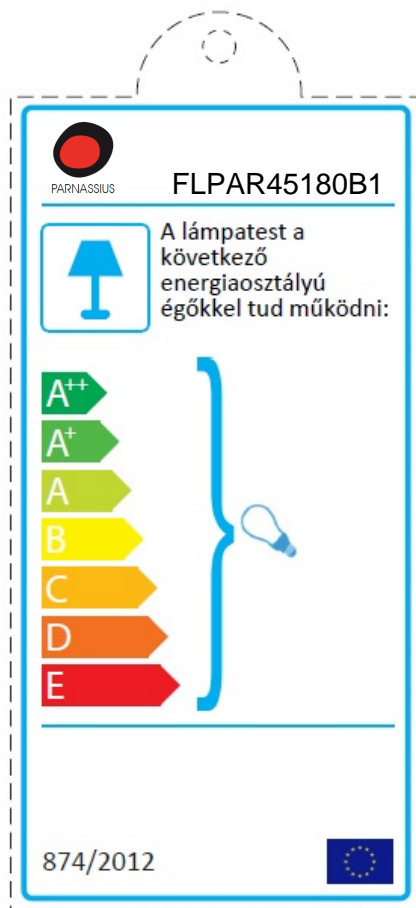 PARNASSIUS
FLPAR45180B1
A lámpatest a
következő
energiaosztályú
égőkkel tud működni:
A++
A+
A
B
C
D
E
874/2012